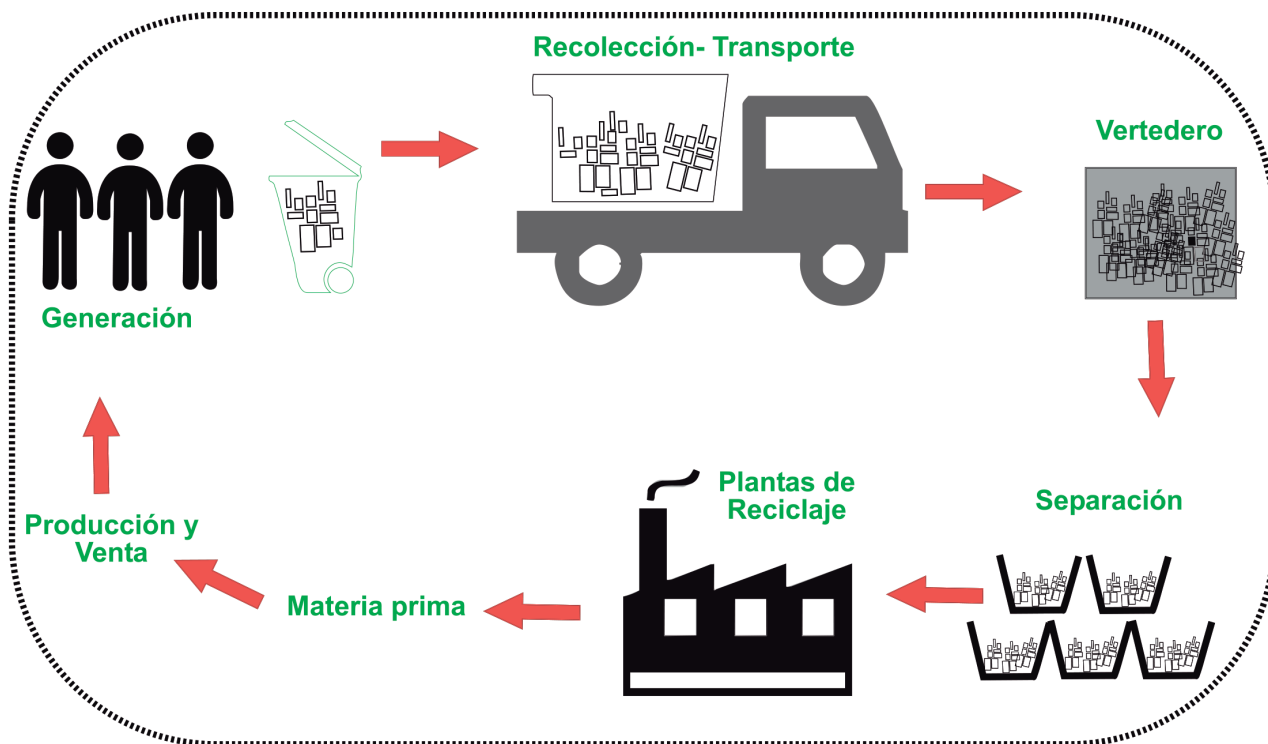 Recolección- Transporte
Vertedero
Generación
Plantas de
Reciclaje
Separación
Producción y
Venta
Materia prima